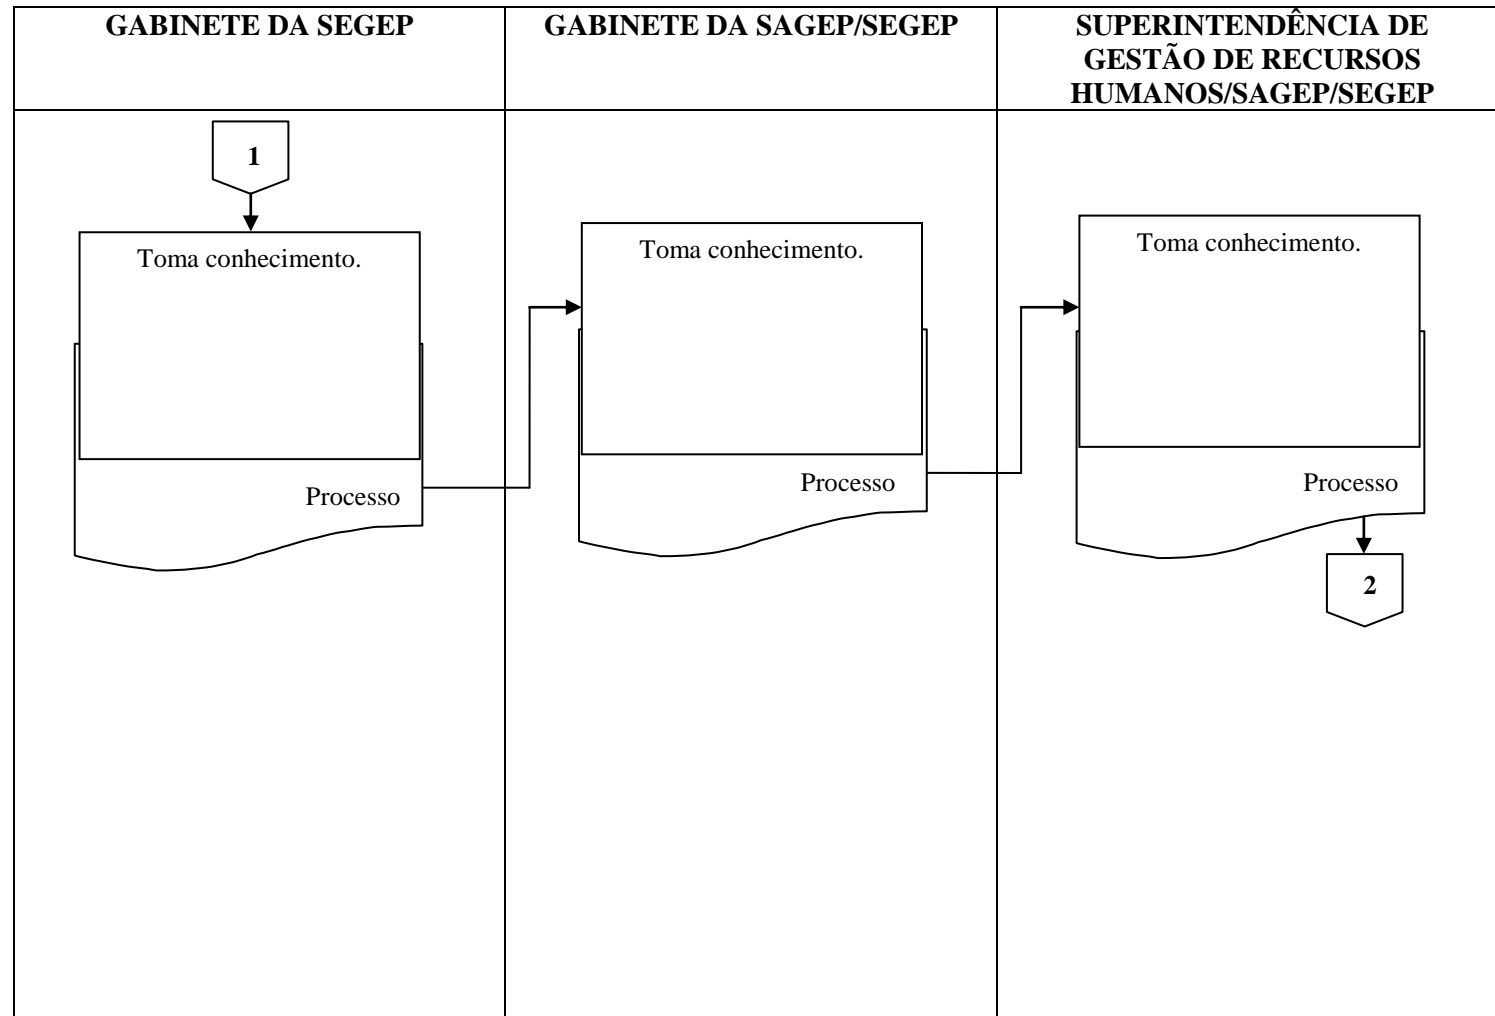 GABINETE DA SEGEP
GABINETE DA SAGEP/SEGEP
SUPERINTENDÊNCIA DE
GESTÃO DE RECURSOS
HUMANOS/SAGEP/SEGEP
1
Toma conhecimento.
Processo
Toma conhecimento.
Processo
Toma conhecimento.
Processo
2